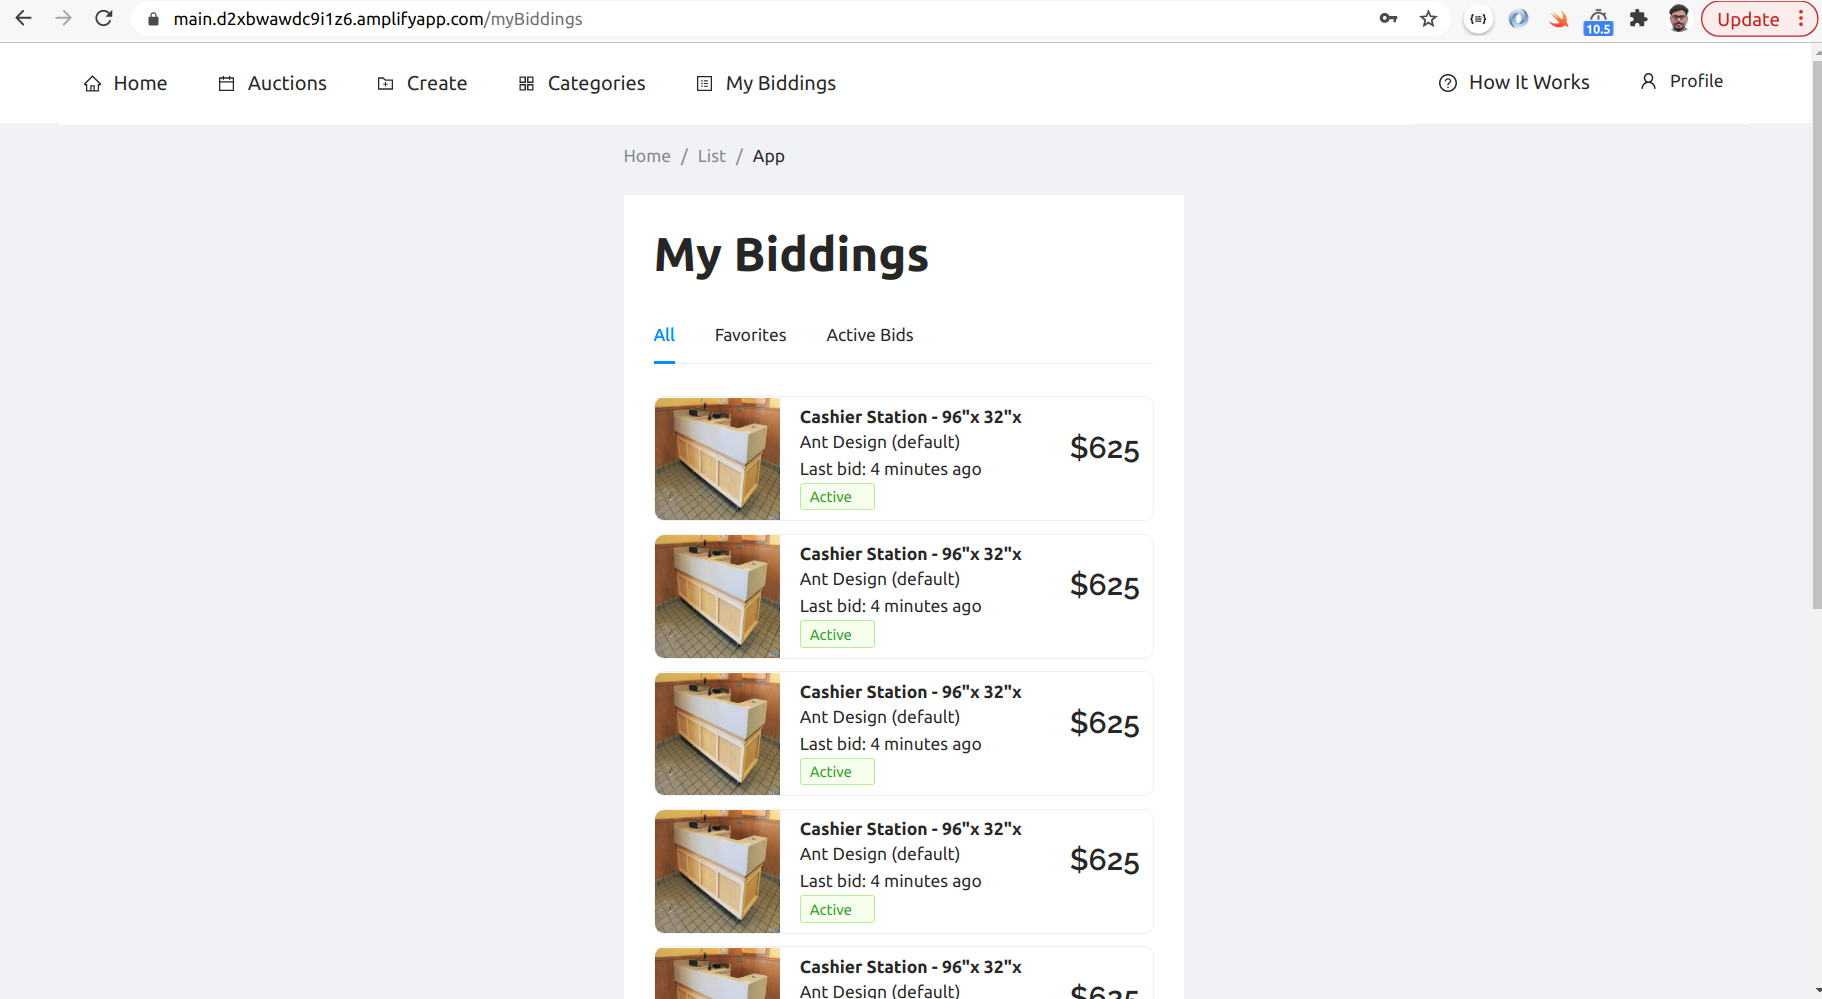 main.d2xbwawdc9i1z6.amplifyapp.com/myBiddings
10.5
Update
Home
Auctions
Create
Categories
My Biddings
How It Works
Profile
Home / List / App
My Biddings
All
Favorites
Active Bids
Cashier Station - 96"x 32"x
Ant Design (default)
Last bid: 4 minutes ago
Active
$625
Cashier Station - 96"x 32"x
Ant Design (default)
Last bid: 4 minutes ago
Active
$625
Cashier Station - 96"x 32"x
Ant Design (default)
Last bid: 4 minutes ago
Active
$625
Cashier Station - 96"x 32"x
Ant Design (default)
Last bid: 4 minutes ago
Active
$625
Cashier Station - 96"x 32"x
Ant Design (default)
$625